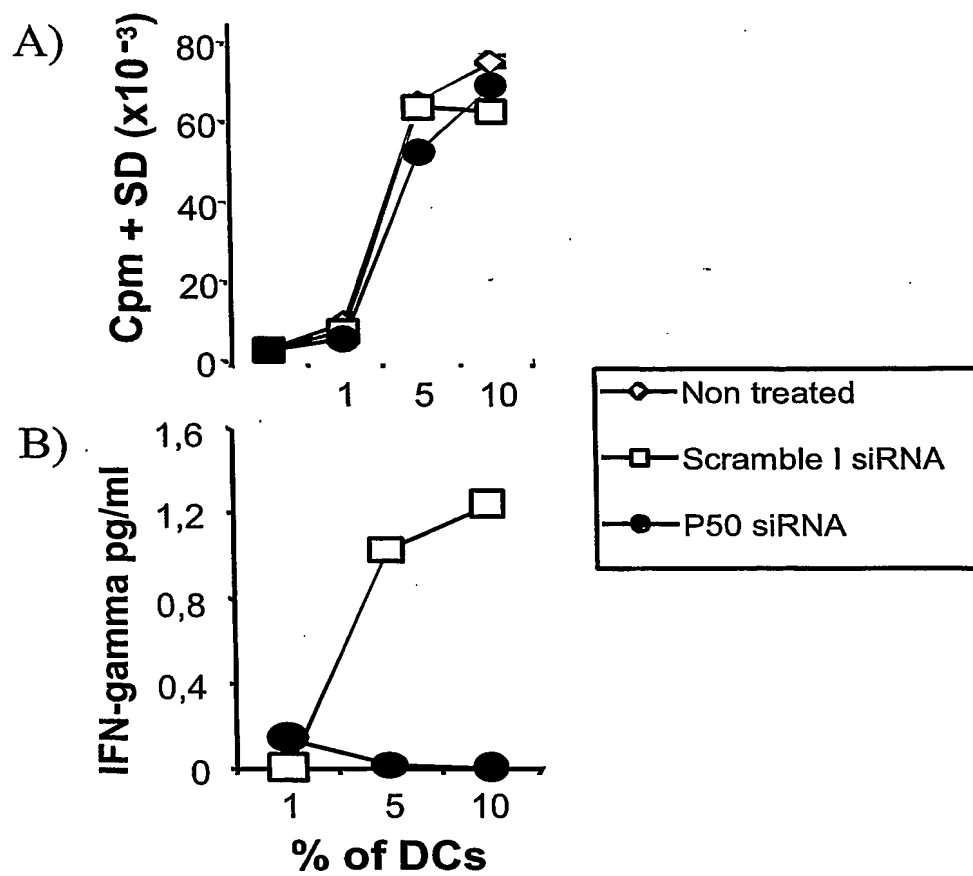 A)
Cpm + SD (x10⁻³)
80
60
40
20
0
1 5 10
Non treated
Scramble I siRNA
P50 siRNA
B)
IFN-gamma pg/ml
1,6
1,2
0,8
0,4
0
1 5 10
% of DCs